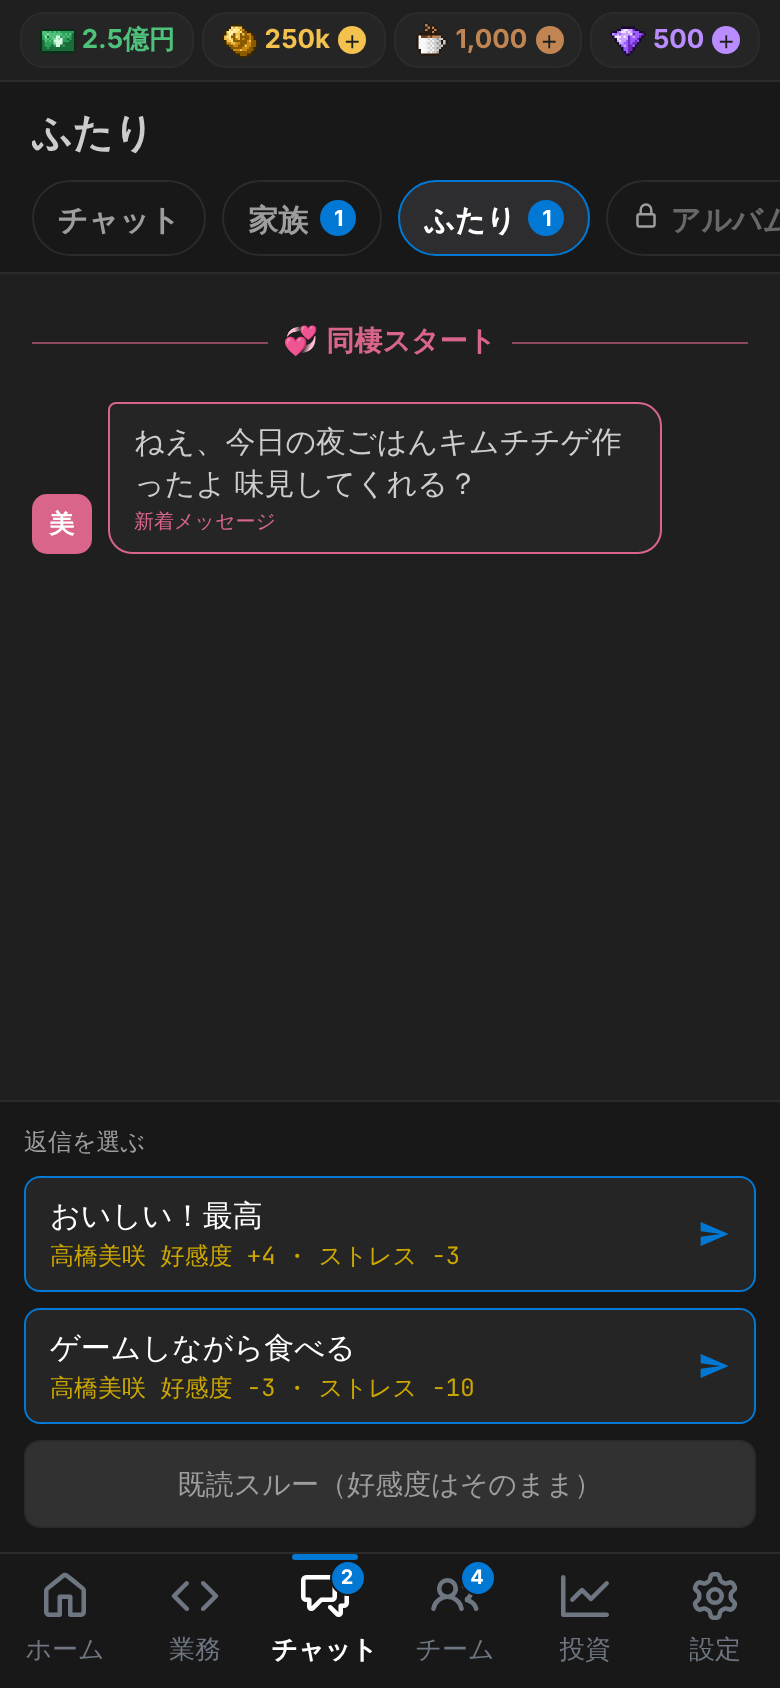 2.5億円
250k
1,000
500
ふたり
チャット
家族 1
ふたり 1
アルバム
同棲スタート
ねえ、今日の夜ごはんキムチチゲ作
ったよ 味見してくれる？
新着メッセージ
美
返信を選ぶ
おいしい！最高
高橋美咲 好感度 +4 ・ ストレス -3
ゲームしながら食べる
高橋美咲 好感度 -3 ・ ストレス -10
既読スルー（好感度はそのまま）
2
4
ホーム
業務
チャット
チーム
投資
設定